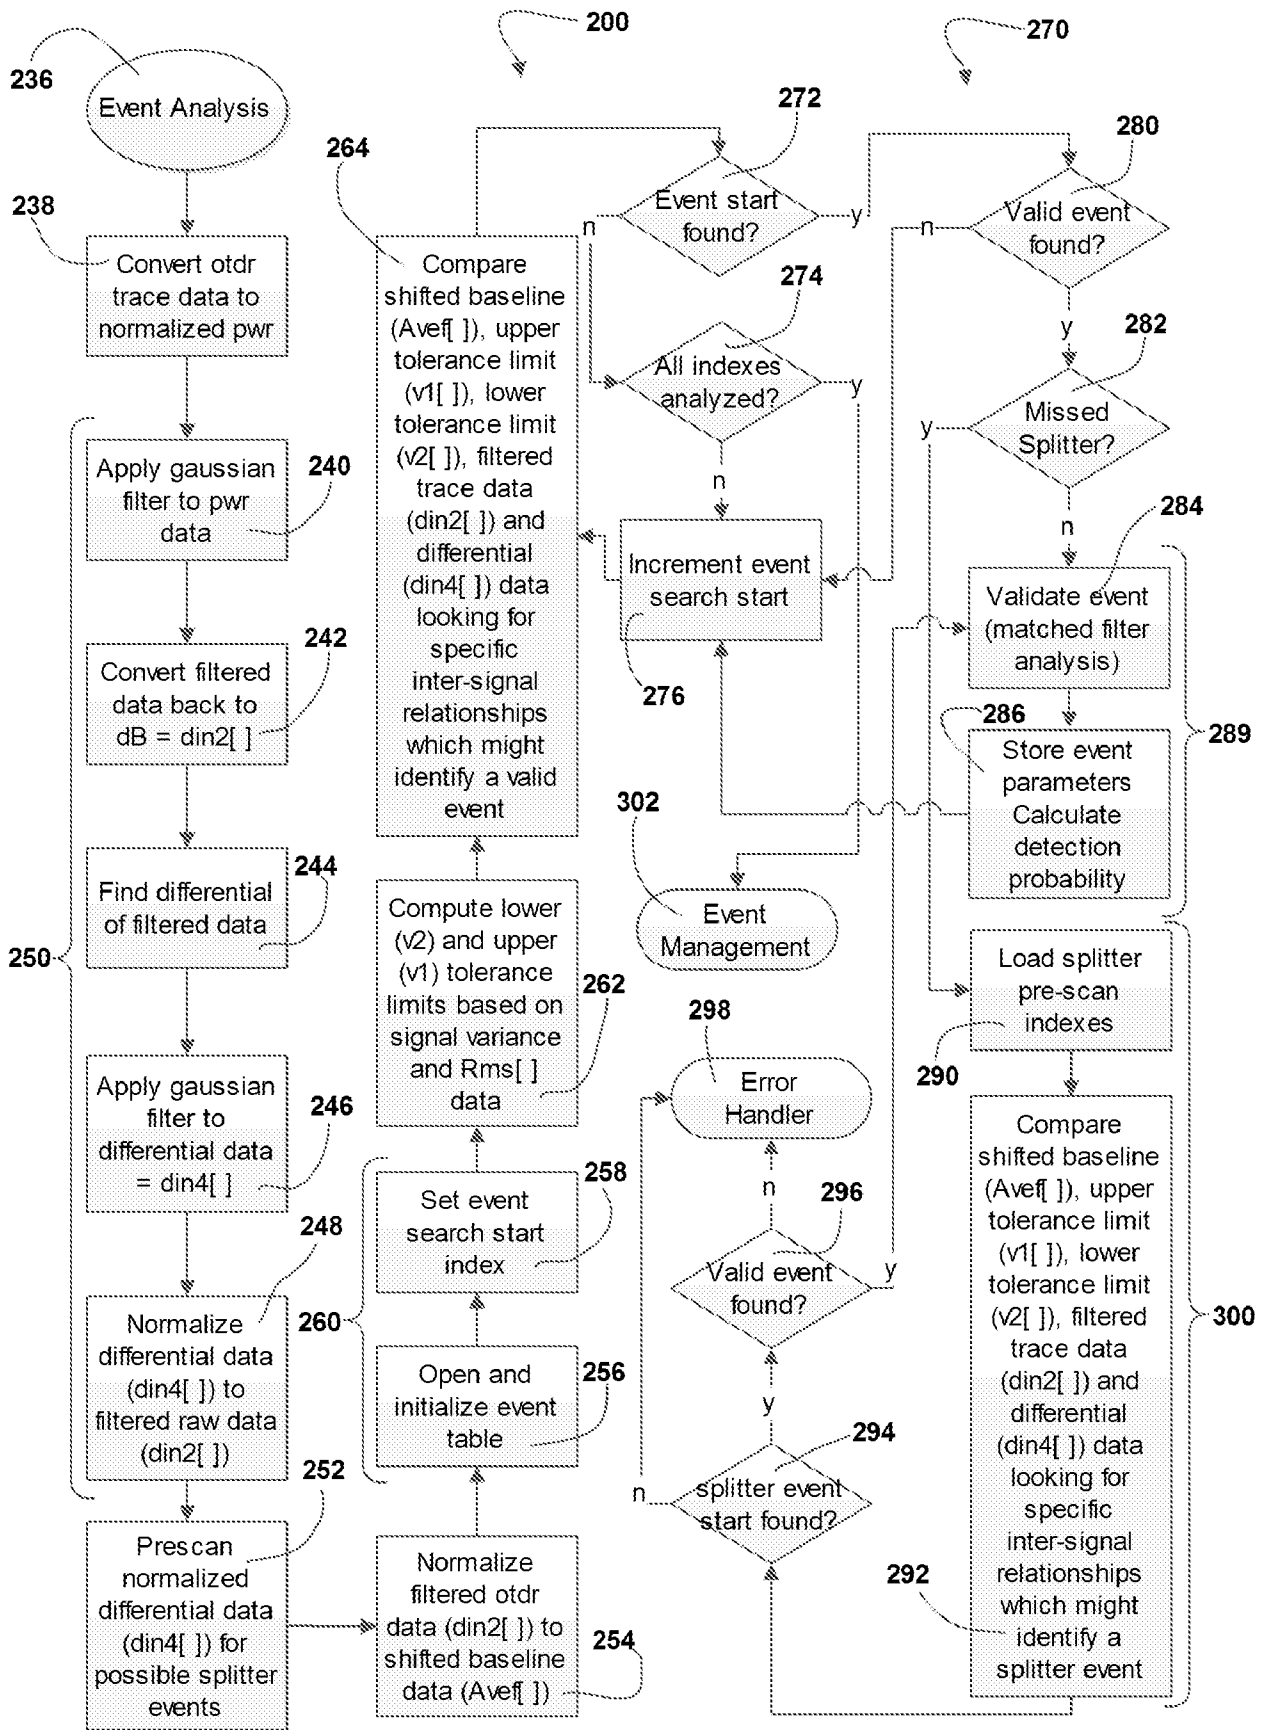 200
270
236
Event Analysis
238
Convert otdr
trace data to
normalized pwr
240
Apply gaussian
filter to pwr
data
242
Convert filtered
data back to
dB = din2[ ]
244
Find differential
of filtered data
250
246
Apply gaussian
filter to
differential data
= din4[ ]
248
Normalize
differential data
(din4[ ]) to
filtered raw data
(din2[ ])
252
Prescan
normalized
differential data
(din4[ ]) for
possible splitter
events
254
Normalize
filtered otdr
data (din2[ ]) to
shifted baseline
data (Avef[ ])
256
Open and
initialize event
table
260
258
Set event
search start
index
262
Compute lower
(v2) and upper
(v1) tolerance
limits based on
signal variance
and Rms[ ]
data
264
Compare
shifted baseline
(Avef[ ]), upper
tolerance limit
(v1[ ]), lower
tolerance limit
(v2[ ]), filtered
trace data
(din2[ ]) and
differential
(din4[ ]) data
looking for
specific
inter-signal
relationships
which might
identify a valid
event
272
Event start
found?
n
y
274
All indexes
analyzed?
y
n
Increment event
search start
276
302
Event
Management
280
Valid event
found?
n
y
282
Missed
Splitter?
y
n
284
Validate event
(matched filter
analysis)
286
Store event
parameters
Calculate
detection
probability
289
Load splitter
pre-scan
indexes
290
Compare
shifted baseline
(Avef[ ]), upper
tolerance limit
(v1[ ]), lower
tolerance limit
(v2[ ]), filtered
trace data
(din2[ ]) and
differential
(din4[ ]) data
looking for
specific
inter-signal
relationships
which might
identify a
splitter event
292
300
294
splitter event
start found?
n
y
296
Valid event
found?
y
n
298
Error
Handler